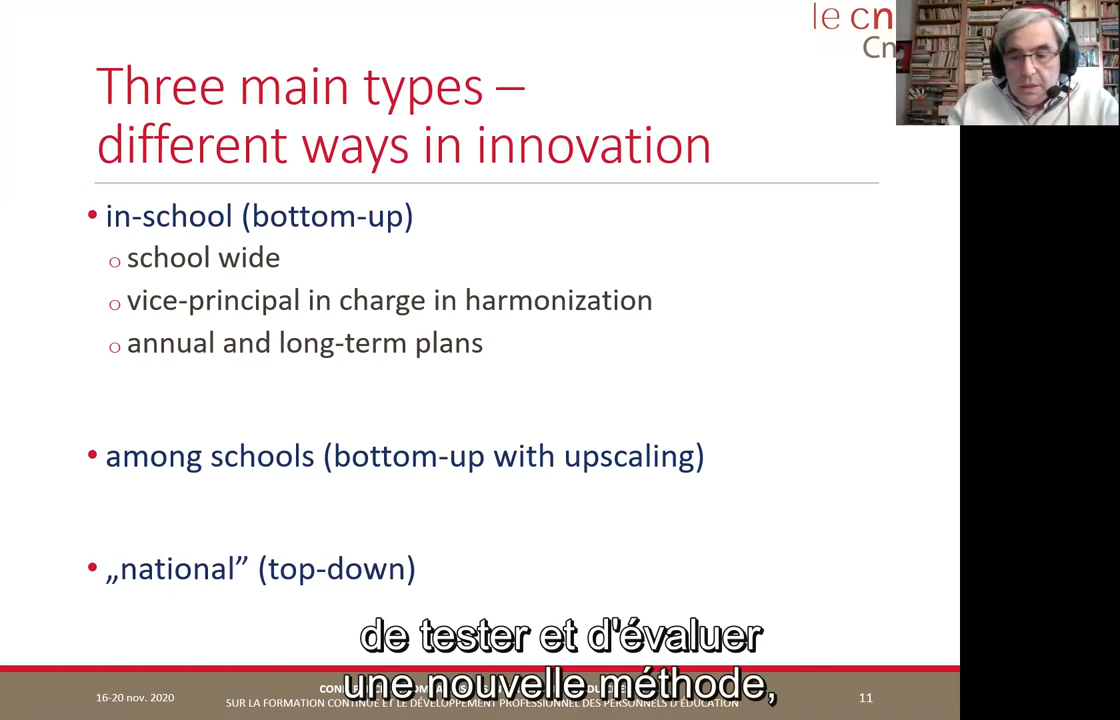 le cn
Cn
Three main types –
different ways in innovation
• in-school (bottom-up)
o school wide
o vice-principal in charge in harmonization
o annual and long-term plans
• among schools (bottom-up with upscaling)
• „national” (top-down)
de tester et d'évaluer
une nouvelle méthode,
16-20 nov. 2020
SUR LA FORMATION CONTINUE ET LE DÉVELOPPEMENT PROFESSIONNEL DES PERSONNELS D'ÉDUCATION
11